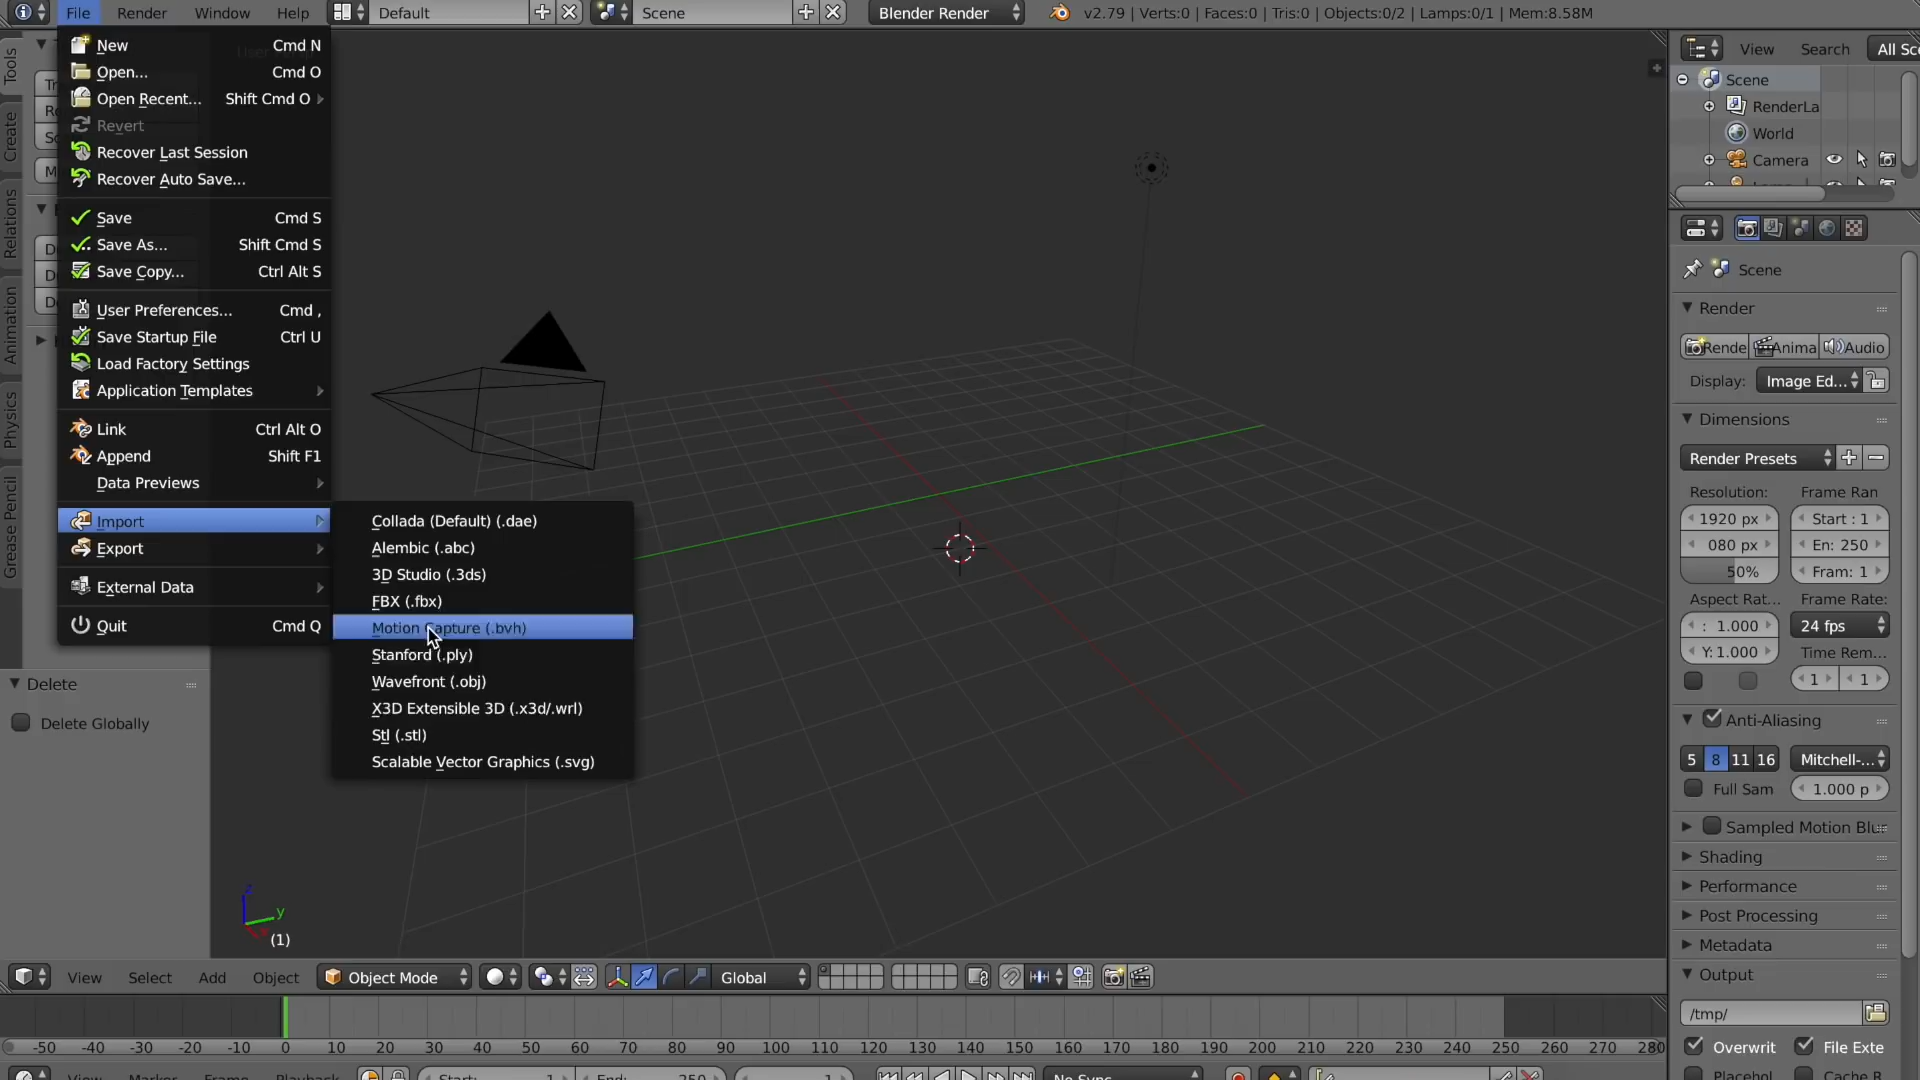 File Render Window Help Default Scene Blender Render v2.79 | Verts:0 | Faces:0 | Tris:0 | Objects:0/2 | Lamps:0/1 | Mem:8.58M
New Cmd N
Open... Cmd O
Open Recent... Shift Cmd O
Revert
Recover Last Session
Recover Auto Save...
Save Cmd S
Save As... Shift Cmd S
Save Copy... Ctrl Alt S
User Preferences... Cmd ,
Save Startup File Ctrl U
Load Factory Settings
Application Templates
Link Ctrl Alt O
Append Shift F1
Data Previews
Import
Export
External Data
Quit Cmd Q
Collada (Default) (.dae)
Alembic (.abc)
3D Studio (.3ds)
FBX (.fbx)
Motion Capture (.bvh)
Stanford (.ply)
Wavefront (.obj)
X3D Extensible 3D (.x3d/.wrl)
Stl (.stl)
Scalable Vector Graphics (.svg)
Tools
Create
Relations
Animation
Physics
Grease Pencil
Delete
Delete Globally
z
y
(1)
View Search All Sc
Scene
RenderLa
World
Camera
Scene
Render
Rende Anima Audio
Display: Image Ed...
Dimensions
Render Presets
Resolution: Frame Ran
1920 px Start : 1
080 px En: 250
50% Fram: 1
Aspect Rat... Frame Rate:
: 1.000 24 fps
Y: 1.000 Time Rem...
1 1
Anti-Aliasing
5 8 11 16 Mitchell-...
Full Sam 1.000 p
Sampled Motion Blu
Shading
Performance
Post Processing
Metadata
Output
/tmp/
Overwrit File Exte
Placehol Cache R
View Select Add Object Object Mode Global
-50 -40 -30 -20 -10 0 10 20 30 40 50 60 70 80 90 100 110 120 130 140 150 160 170 180 190 200 210 220 230 240 250 260 270 280
View Marker Frame Playback Start: 1 End: 250 1 No Sync